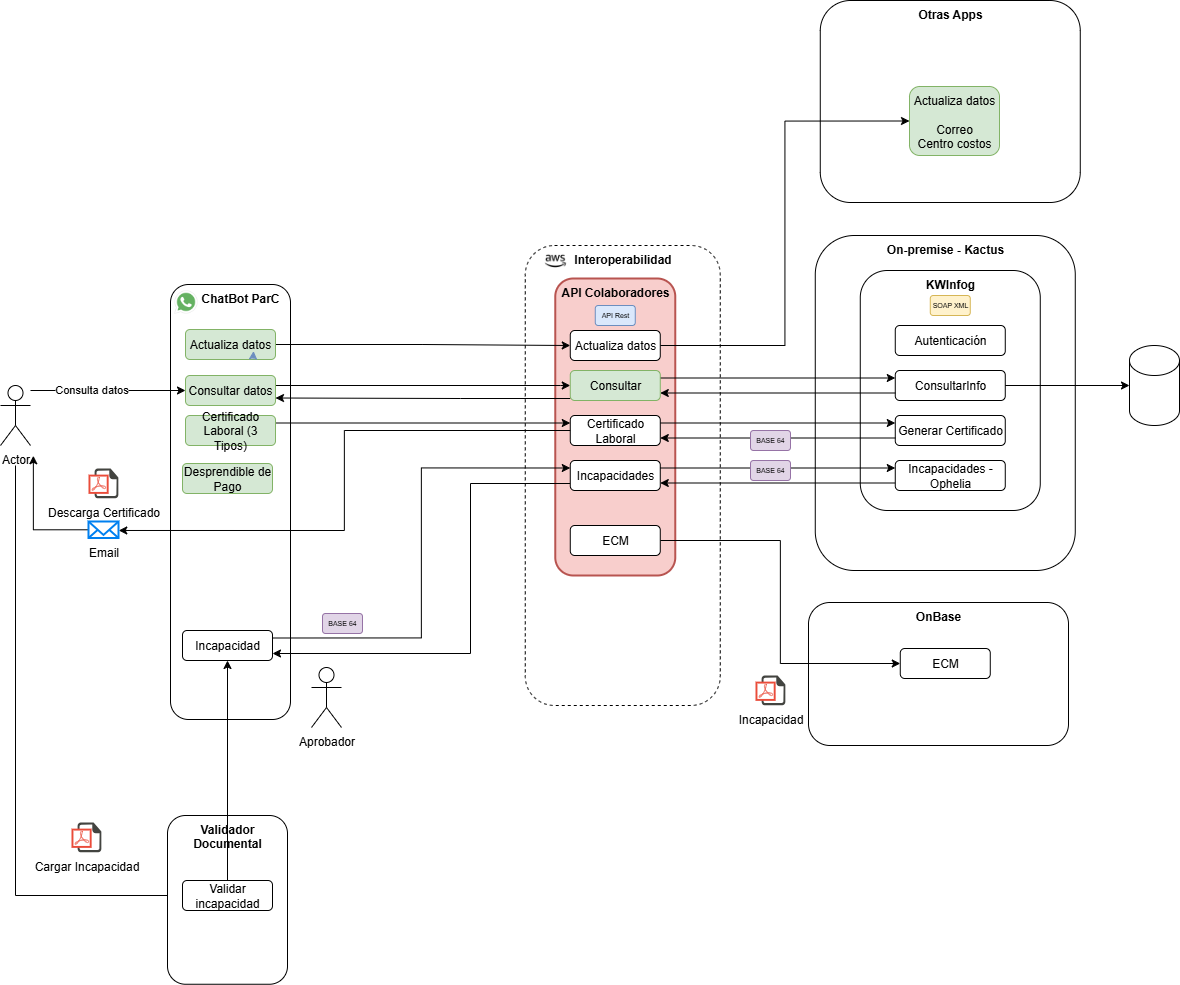 Otras Apps
Actualiza datos
Correo
Centro costos
On-premise - Kactus
KWInfog
SOAP XML
Autenticación
ConsultarInfo
Generar Certificado
Incapacidades -
Ophelia
aws
Interoperabilidad
API Colaboradores
API Rest
Actualiza datos
Consultar
Certificado
Laboral
Incapacidades
ECM
BASE 64
BASE 64
ChatBot ParC
Actualiza datos
Consultar datos
Certificado
Laboral (3
Tipos)
Desprendible de
Pago
Incapacidad
Consulta datos
Actor
Descarga Certificado
Email
BASE 64
Aprobador
OnBase
ECM
Incapacidad
Validador
Documental
Validar
incapacidad
Cargar Incapacidad